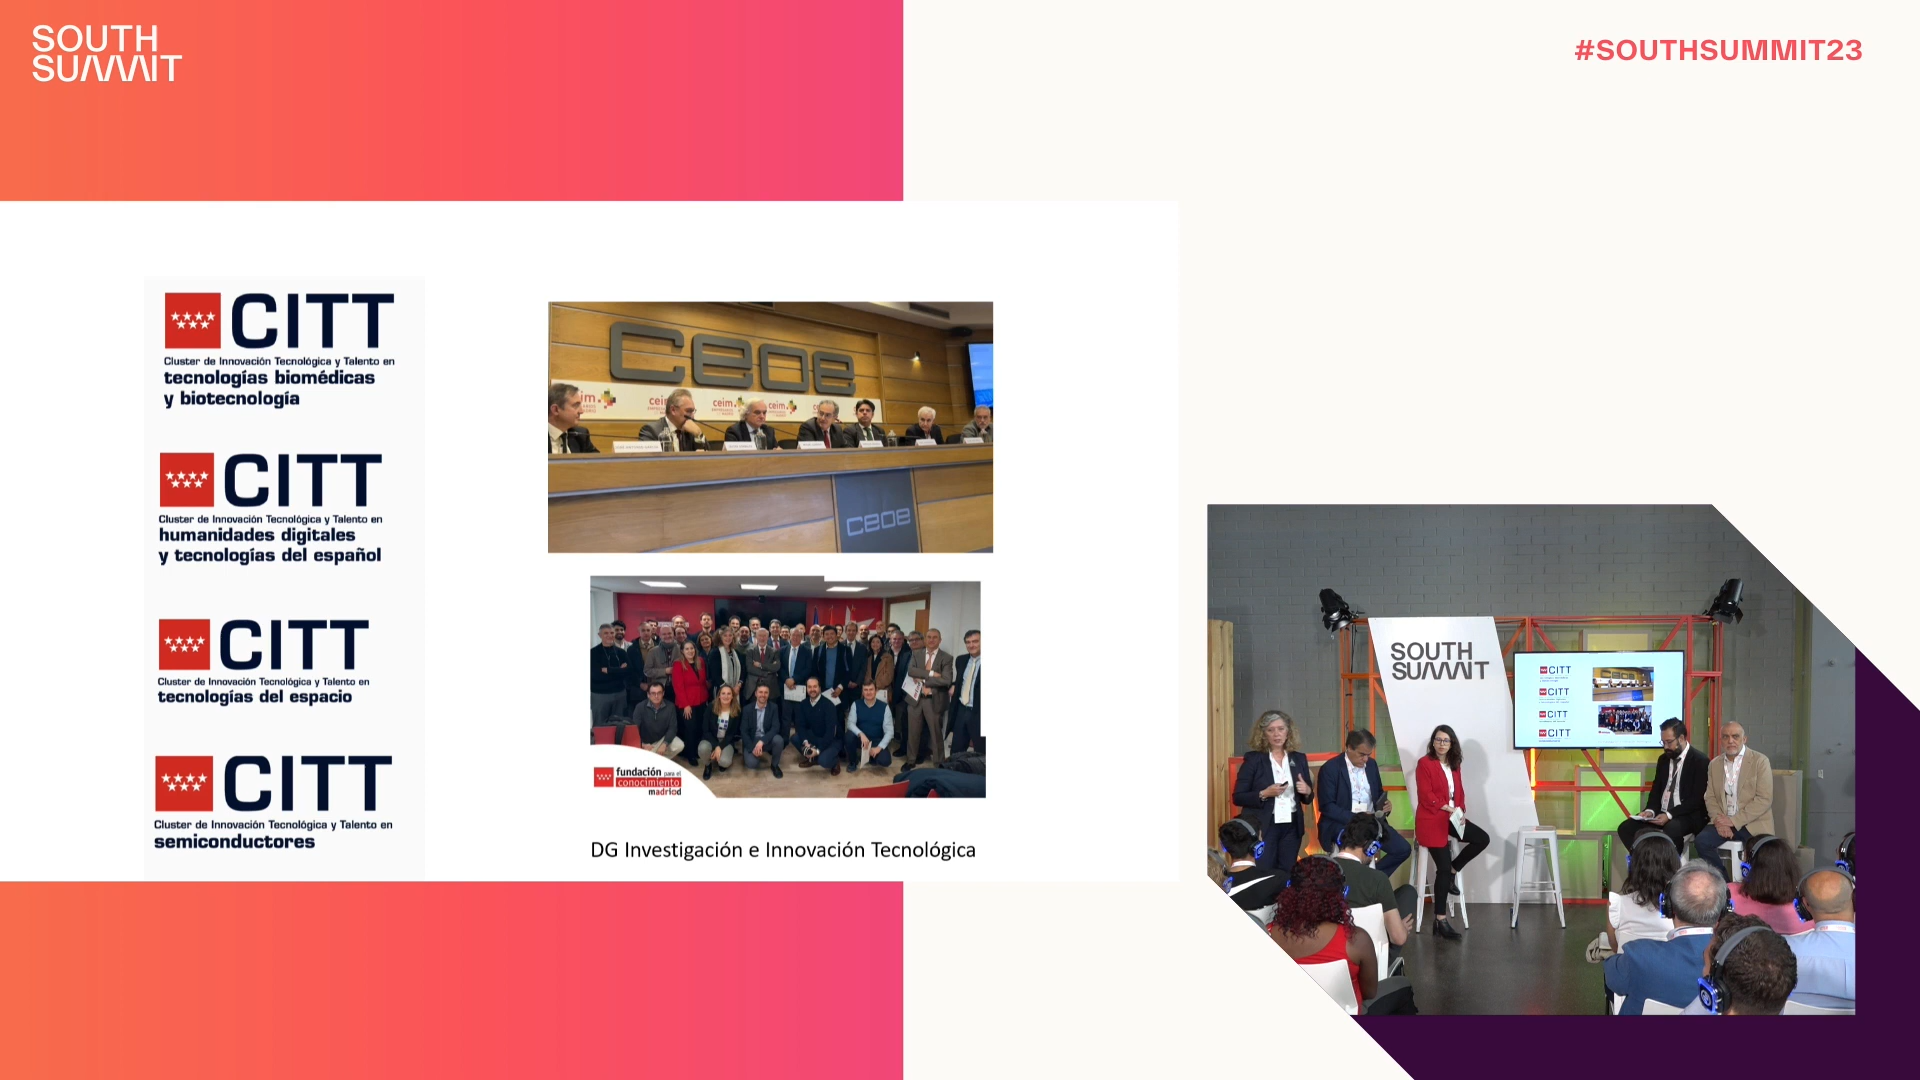 SOUTH
SUMMIT
#SOUTHSUMMIT23
CITT
Cluster de Innovación Tecnológica y Talento en
tecnologías biomédicas
y biotecnología
CITT
Cluster de Innovación Tecnológica y Talento en
humanidades digitales
y tecnologías del español
CITT
Cluster de Innovación Tecnológica y Talento en
tecnologías del espacio
CITT
Cluster de Innovación Tecnológica y Talento en
semiconductores
ceoe
ceim
ceim
ceim
ceoe
fundación para el
conocimiento
madrid
DG Investigación e Innovación Tecnológica
SOUTH
SUMMIT
CITT
CITT
CITT
CITT